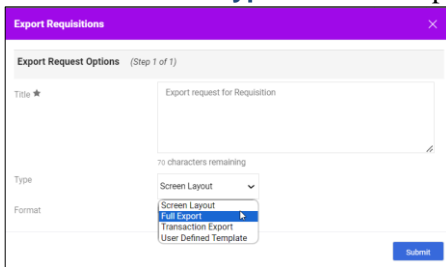 Export Requisitions
Export Request Options (Step 1 of 1)
Title ★
Export request for Requisition
70 characters remaining
Type
Screen Layout
Format
Screen Layout
Full Export
Transaction Export
User Defined Template
Submit